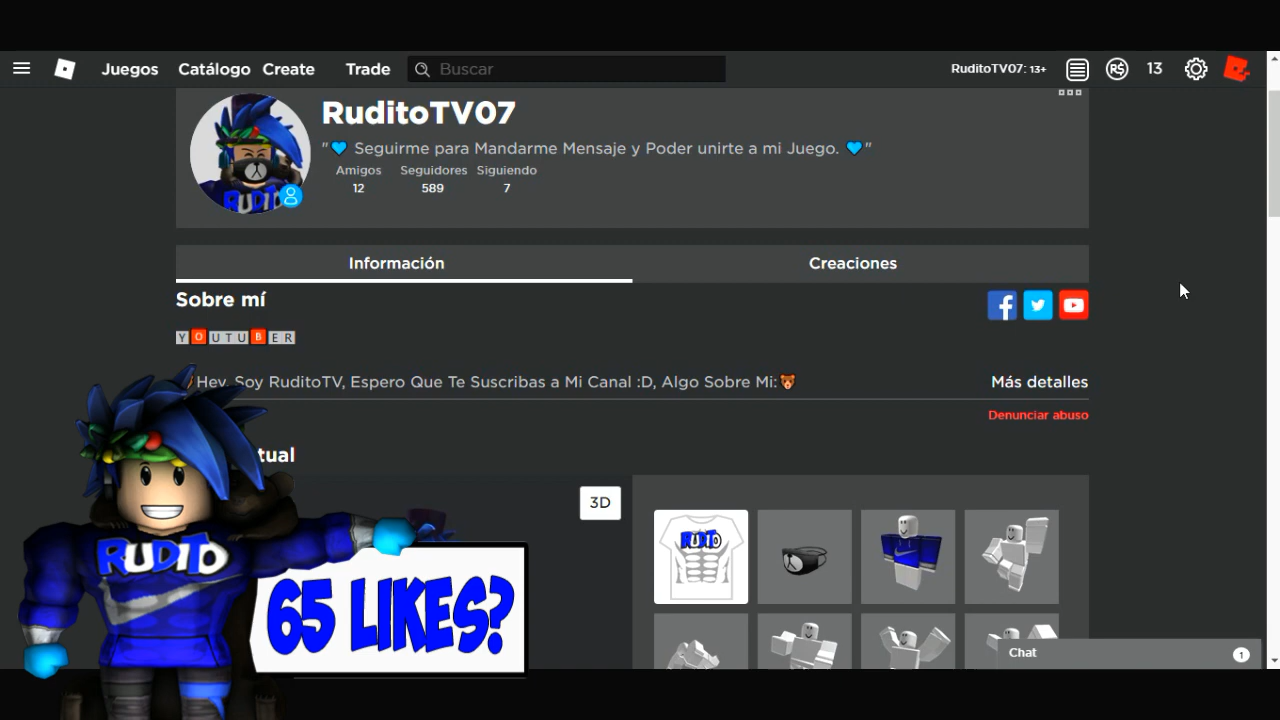 Juegos Catálogo Create Trade Buscar RuditoTV07: 13+ R$ 13
RuditoTV07
"💙 Seguirme para Mandarme Mensaje y Poder unirte a mi Juego. 💙"
Amigos Seguidores Siguiendo
12 589 7
Información Creaciones
Sobre mí
YOUTUBER
Hey, Soy RuditoTV, Espero Que Te Suscribas a Mi Canal :D, Algo Sobre Mi:🐻 Más detalles
Denunciar abuso
tual
3D
RUDITO
RUDITO
RUDITO
65 LIKES?
Chat 1